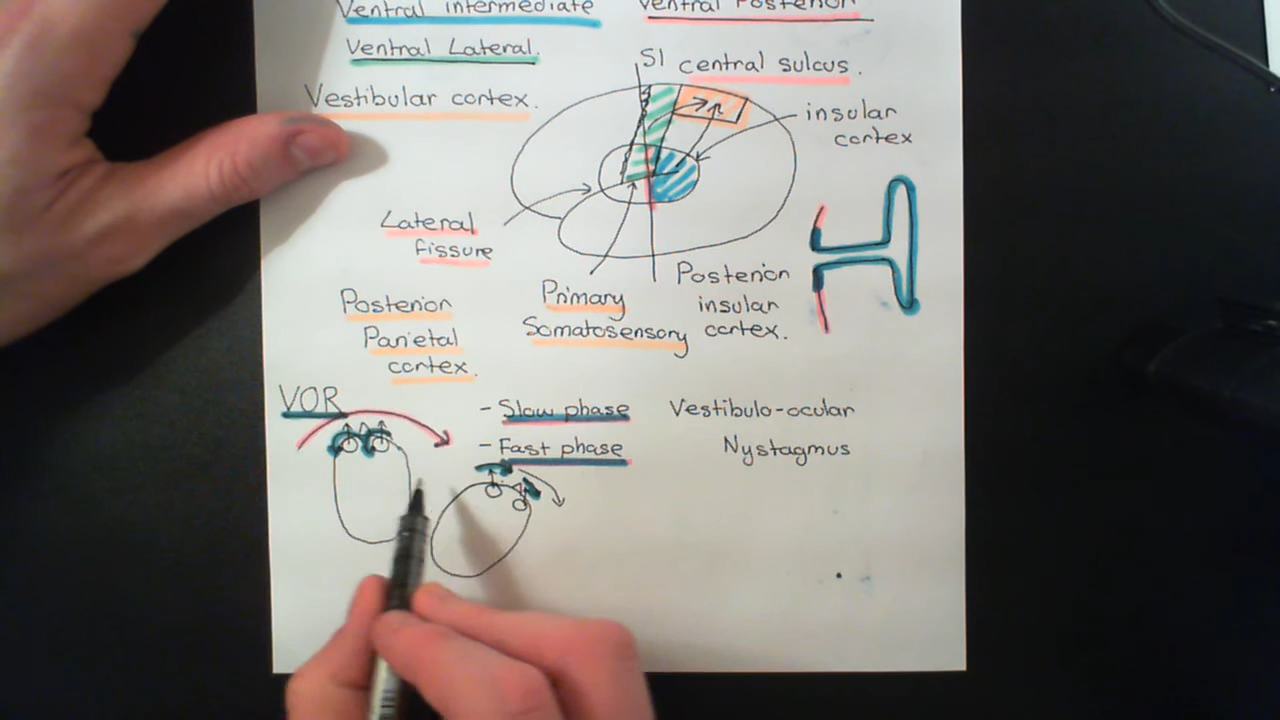 Ventral intermediate
Ventral Posterior
Ventral Lateral.
SI
central sulcus.
Vestibular cortex.
insular
cortex
Lateral
fissure
Posterior
Parietal
cortex.
Primary
Somatosensory
Posterior
insular
cortex.
VOR
- Slow phase
- Fast phase
Vestibulo-ocular
Nystagmus